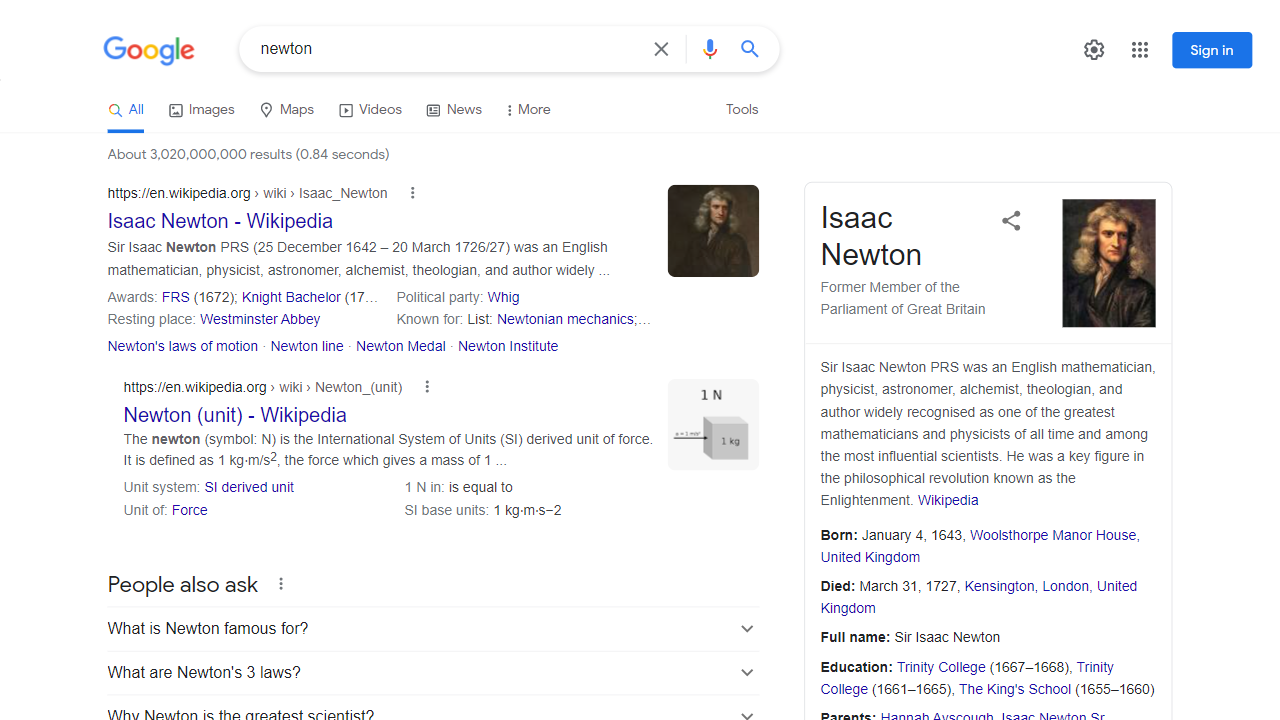 Google
newton
Sign in
All
Images
Maps
Videos
News
More
Tools
About 3,020,000,000 results (0.84 seconds)
https://en.wikipedia.org › wiki › Isaac_Newton
Isaac Newton - Wikipedia
Sir Isaac Newton PRS (25 December 1642 – 20 March 1726/27) was an English
mathematician, physicist, astronomer, alchemist, theologian, and author widely ...
Awards: FRS (1672); Knight Bachelor (17… Political party: Whig
Resting place: Westminster Abbey Known for: List: Newtonian mechanics;…
Newton's laws of motion · Newton line · Newton Medal · Newton Institute
https://en.wikipedia.org › wiki › Newton_(unit)
Newton (unit) - Wikipedia
The newton (symbol: N) is the International System of Units (SI) derived unit of force.
It is defined as 1 kg⋅m/s², the force which gives a mass of 1 ...
Unit system: SI derived unit 1 N in: is equal to
Unit of: Force SI base units: 1 kg⋅m⋅s−2
1 N
a = 1 m/s²
1 kg
People also ask
What is Newton famous for?
What are Newton's 3 laws?
Why Newton is the greatest scientist?
Isaac
Newton
Former Member of the
Parliament of Great Britain
Sir Isaac Newton PRS was an English mathematician,
physicist, astronomer, alchemist, theologian, and
author widely recognised as one of the greatest
mathematicians and physicists of all time and among
the most influential scientists. He was a key figure in
the philosophical revolution known as the
Enlightenment. Wikipedia
Born: January 4, 1643, Woolsthorpe Manor House,
United Kingdom
Died: March 31, 1727, Kensington, London, United
Kingdom
Full name: Sir Isaac Newton
Education: Trinity College (1667–1668), Trinity
College (1661–1665), The King's School (1655–1660)
Parents: Hannah Ayscough, Isaac Newton Sr.